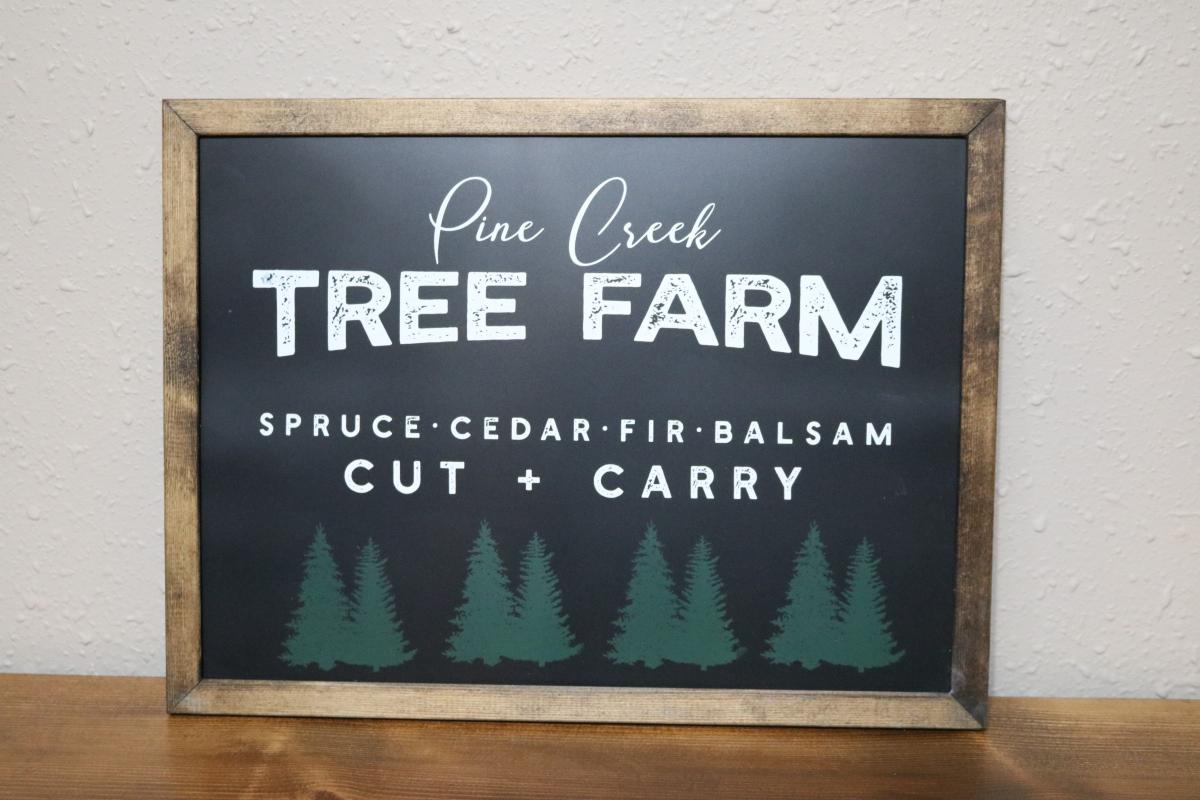 Pine Creek
TREE FARM
SPRUCE·CEDAR·FIR·BALSAM
CUT + CARRY